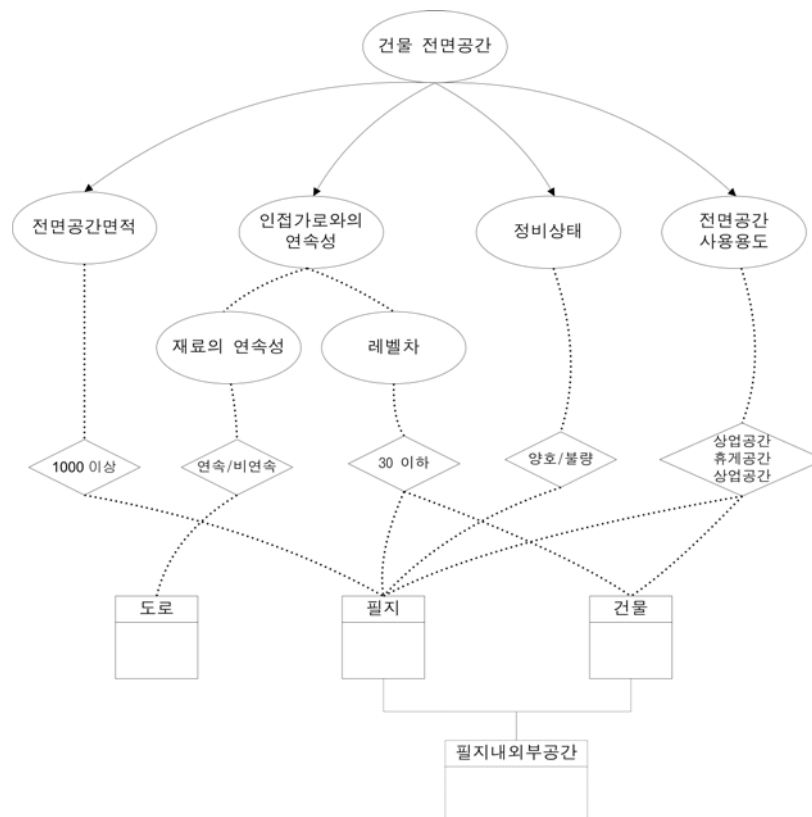 건물 전면공간
전면공간면적
인접가로와의
연속성
정비상태
전면공간
사용용도
재료의 연속성
레벨차
1000 이상
연속/비연속
30 이하
양호/불량
상업공간
휴게공간
상업공간
도로
필지
건물
필지내외부공간